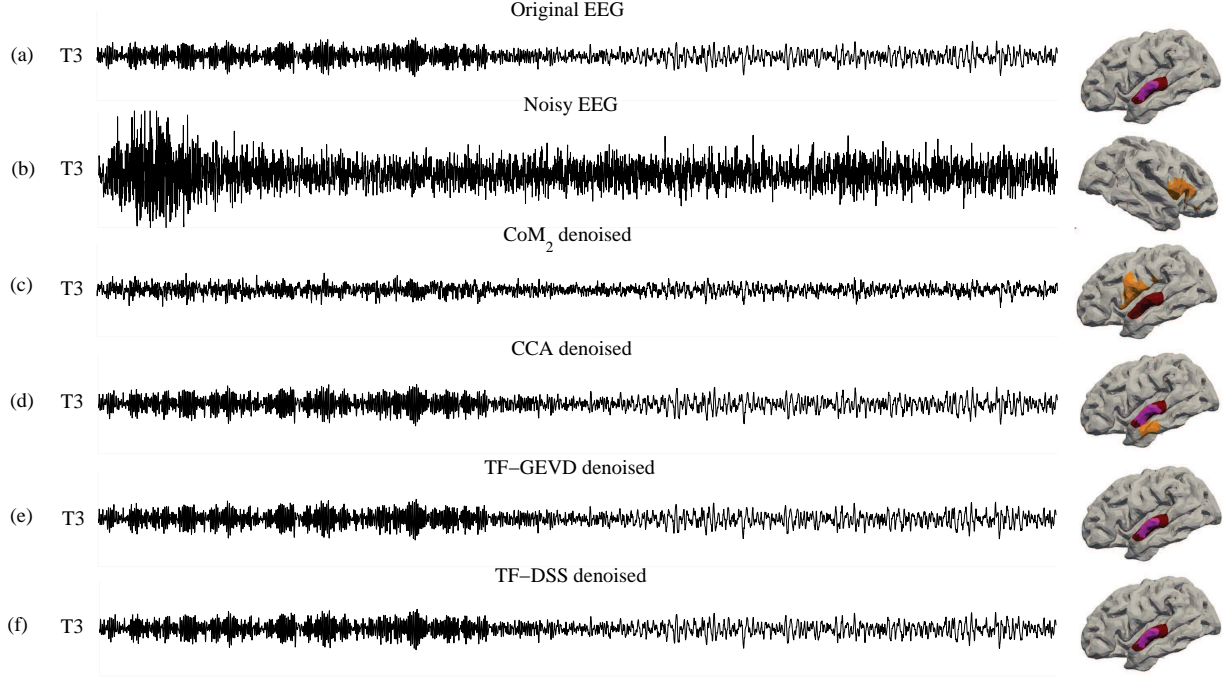 Original EEG
(a) T3
Noisy EEG
(b) T3
CoM2 denoised
(c) T3
CCA denoised
(d) T3
TF−GEVD denoised
(e) T3
TF−DSS denoised
(f) T3